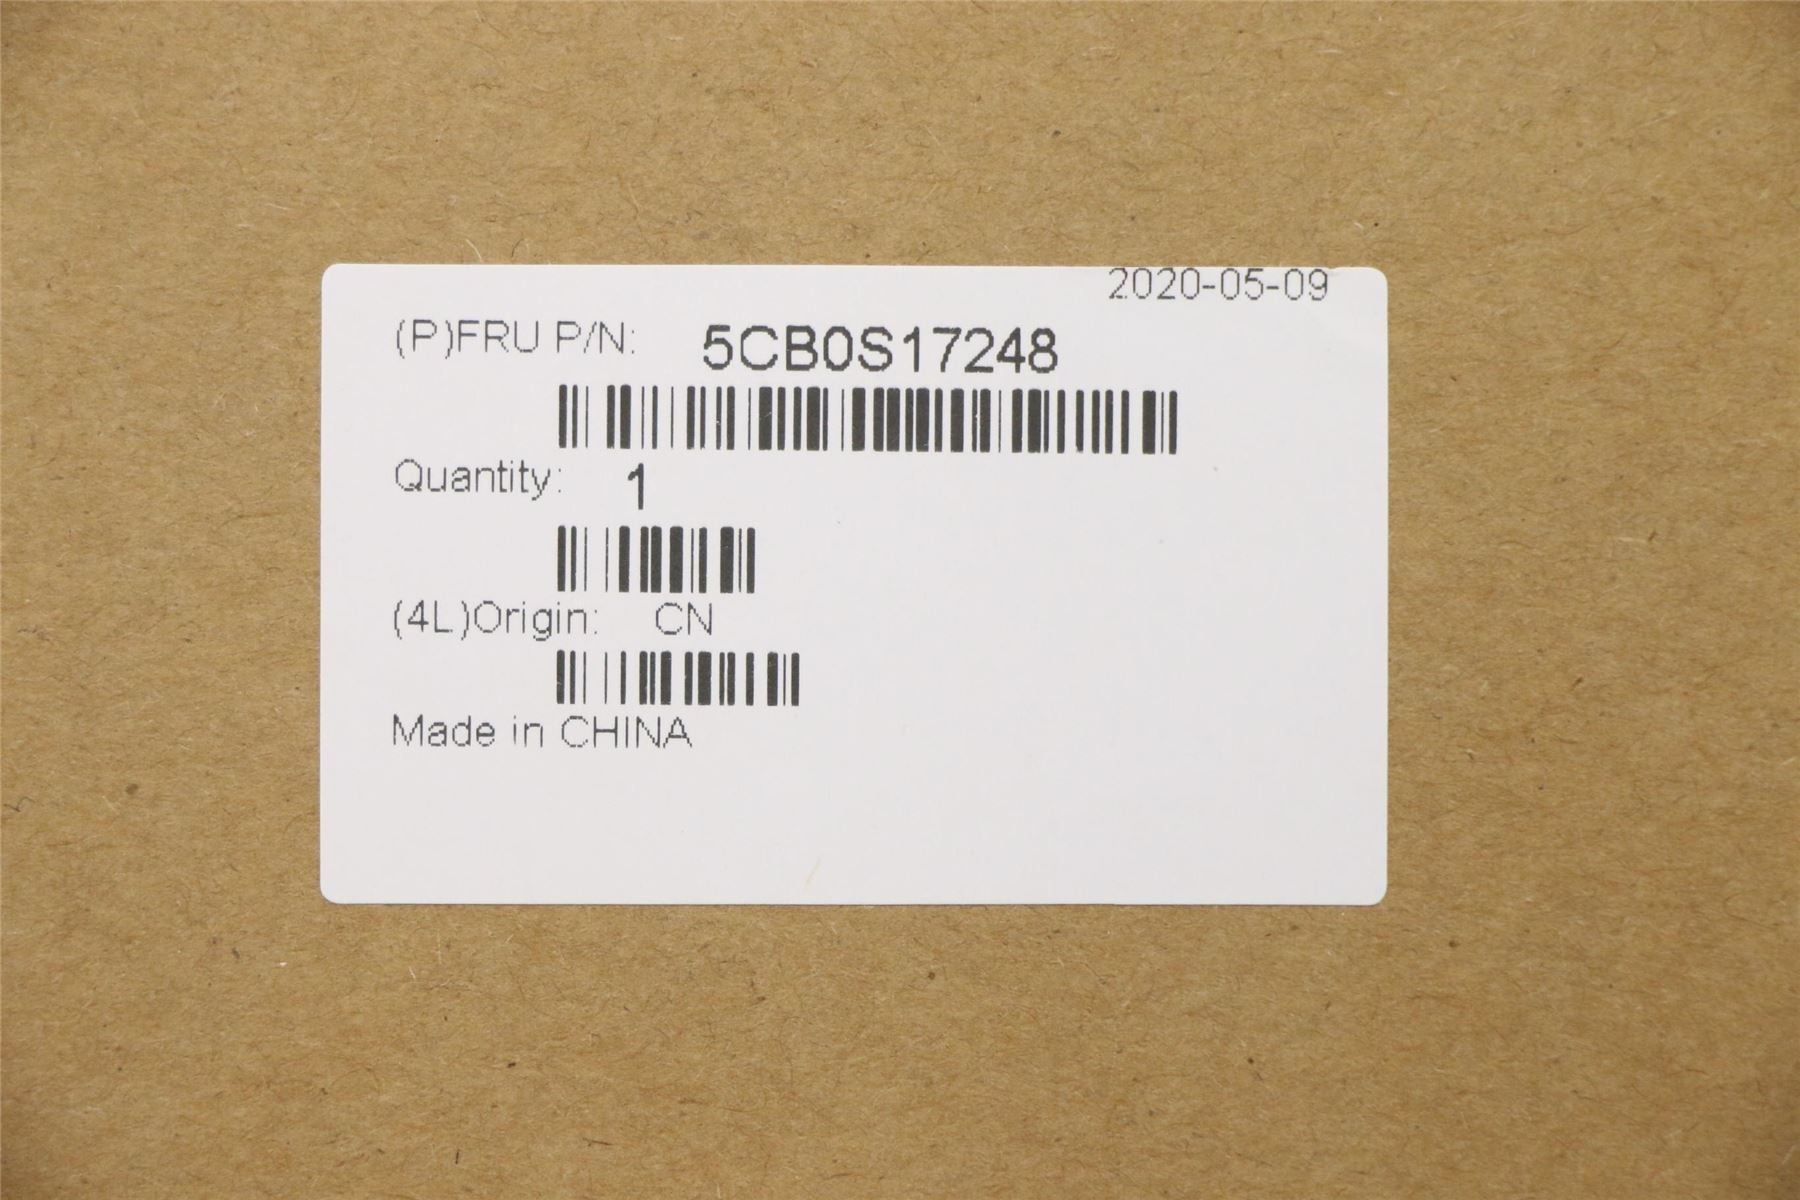 2020-05-09
(P)FRU P/N: 5CB0S17248
Quantity: 1
(4L)Origin: CN
Made in CHINA